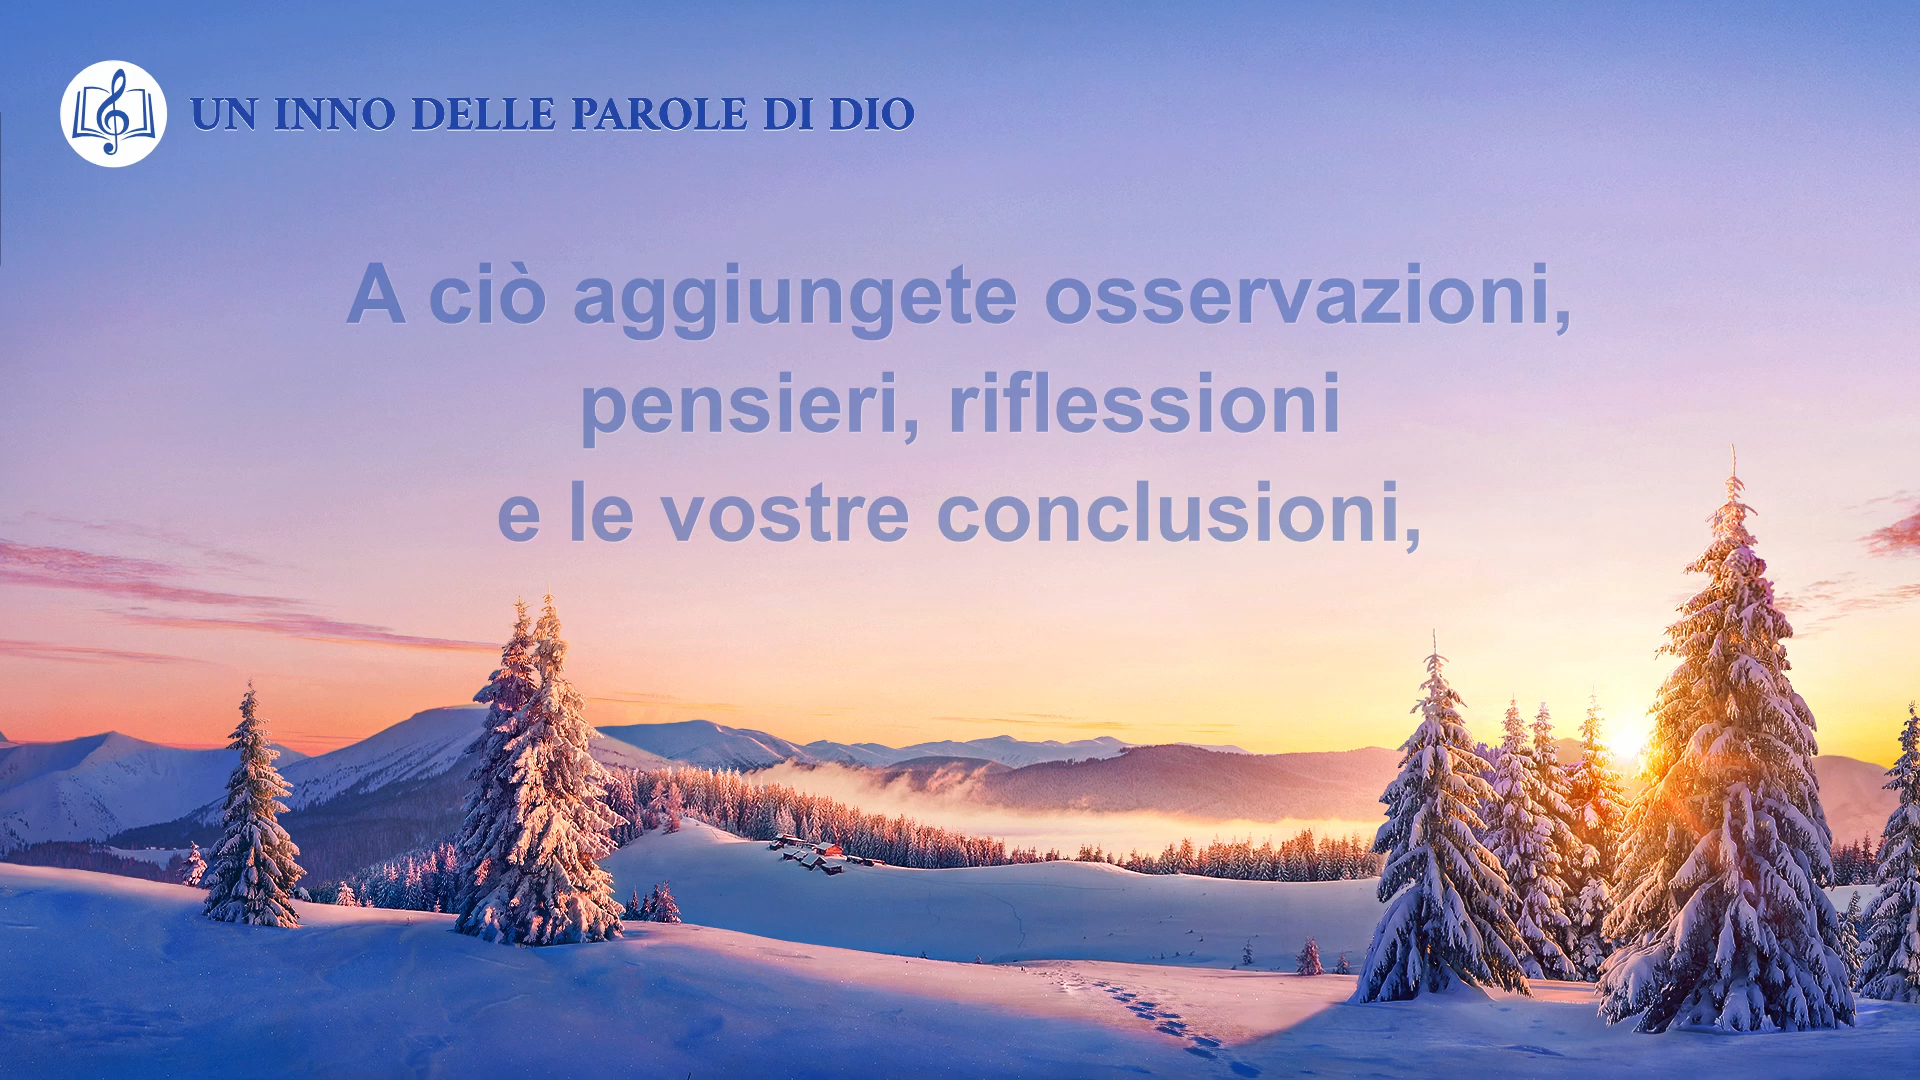 UN INNO DELLE PAROLE DI DIO
A ciò aggiungete osservazioni,
pensieri, riflessioni
e le vostre conclusioni,